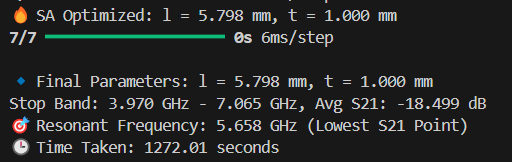 🔥 SA Optimized: l = 5.798 mm, t = 1.000 mm
7/7 ━━━━━━━━━━━━━━━━━━━━ 0s 6ms/step
🔹 Final Parameters: l = 5.798 mm, t = 1.000 mm
Stop Band: 3.970 GHz - 7.065 GHz, Avg S21: -18.499 dB
🎯 Resonant Frequency: 5.658 GHz (Lowest S21 Point)
🕒 Time Taken: 1272.01 seconds